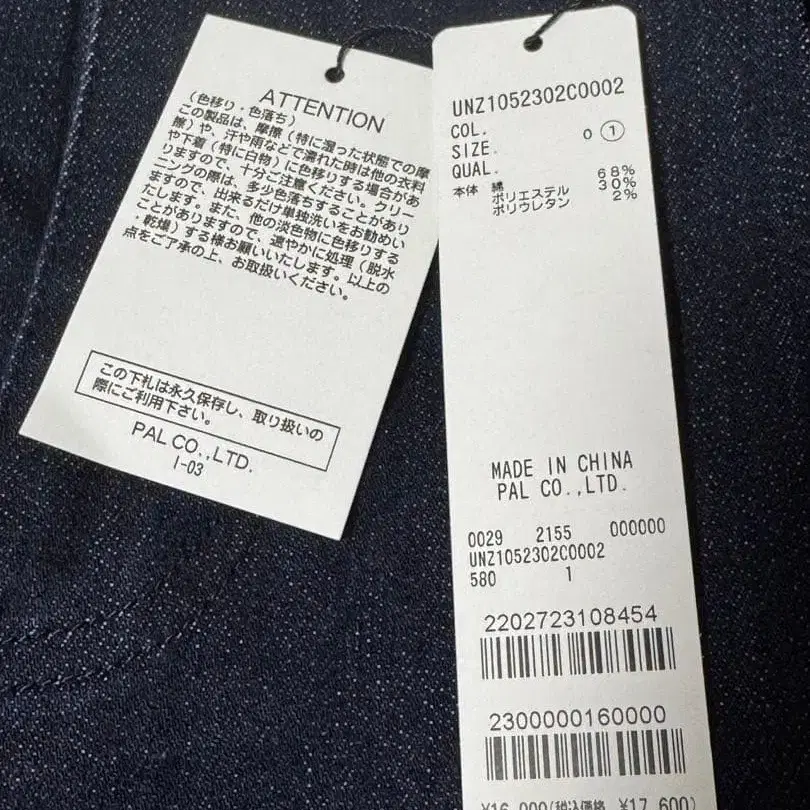 ATTENTION
(色移り・色落ち)
この製品は、摩擦(特に湿った状態での摩
擦)や、汗や雨などで濡れた時は他の衣料
や下着(特に白物)に色移りする場合があ
りますので、十分ご注意ください。クリー
ニングの際は、多少色落ちすることがあり
ますので、出来るだけ単独洗いをお勧めい
たします。また、他の淡色物に色移りする
ことがありますので、速やかに処理(脱水
・乾燥)する様お願いいたします。以上の
点をご了承の上、お取扱いください。
この下札は永久保存し、取り扱いの
際にご利用下さい。
PAL CO.,LTD.
I-03
UNZ1052302C0002
COL.
SIZE. 0 ①
QUAL.
本体 綿 68%
ポリエステル 30%
ポリウレタン 2%
MADE IN CHINA
PAL CO.,LTD.
0029 2155 000000
UNZ1052302C0002
580 1
2202723108454
2300000160000
¥16,000(税込価格 ¥17,600)